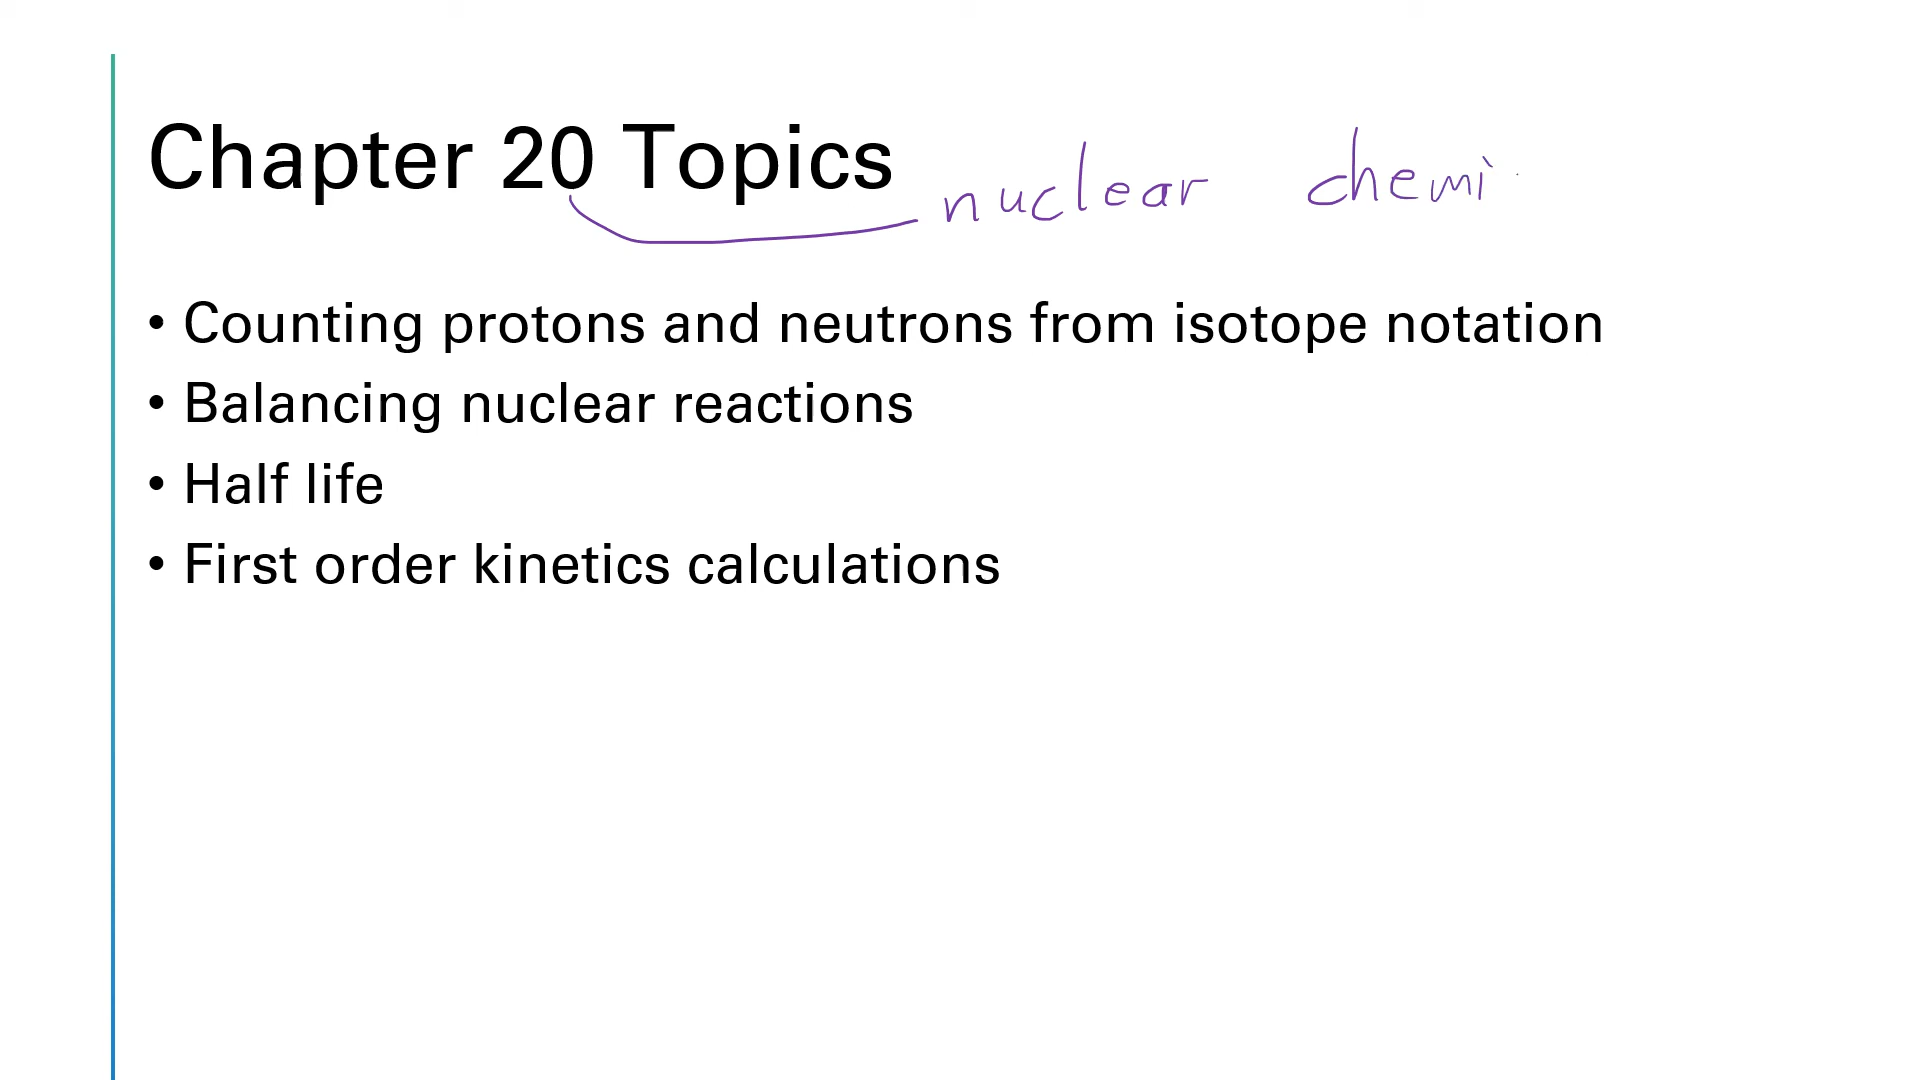 Chapter 20 Topics nuclear chemi
• Counting protons and neutrons from isotope notation
• Balancing nuclear reactions
• Half life
• First order kinetics calculations